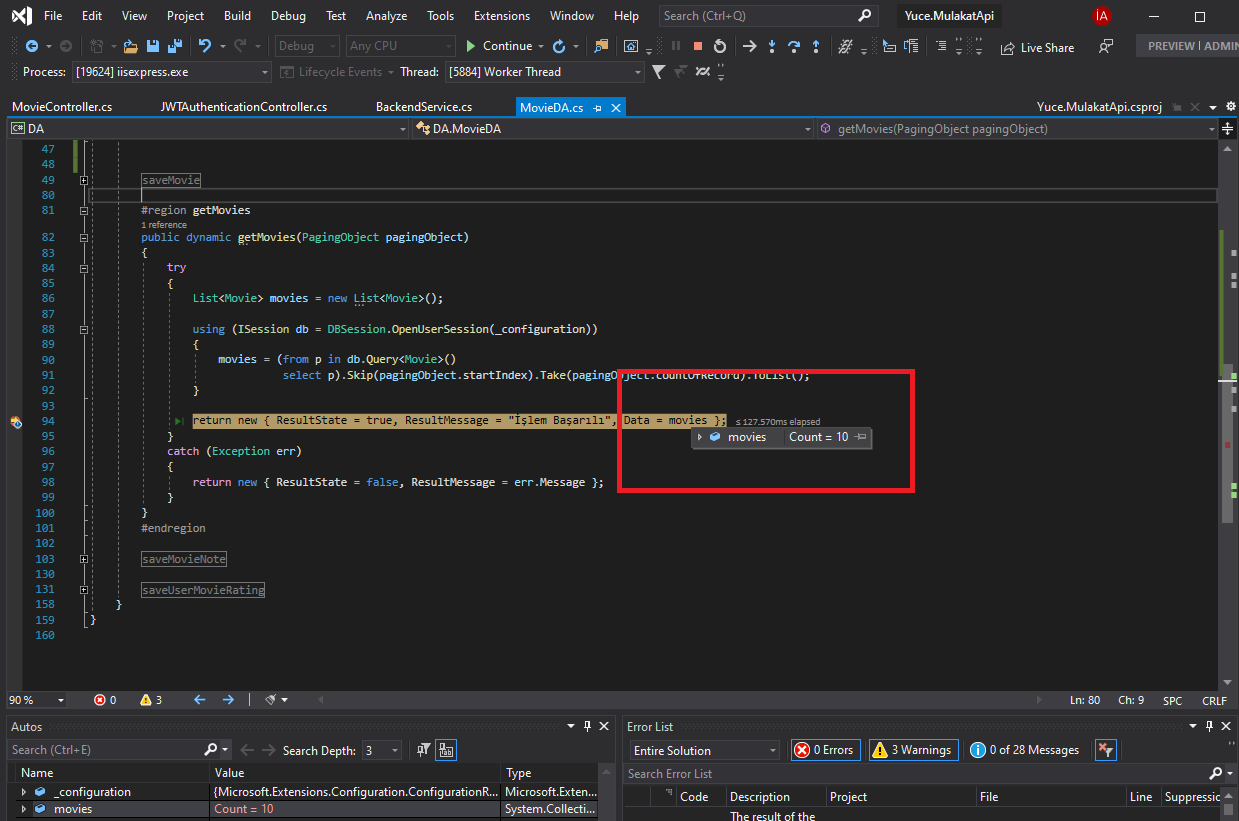 File Edit View Project Build Debug Test Analyze Tools Extensions Window Help Search (Ctrl+Q) Yuce.MulakatApi İA
Debug Any CPU Continue Live Share PREVIEW | ADMIN
Process: [19624] iisexpress.exe Lifecycle Events Thread: [5884] Worker Thread
MovieController.cs JWTAuthenticationController.cs BackendService.cs MovieDA.cs Yuce.MulakatApi.csproj
C# DA DA.MovieDA getMovies(PagingObject pagingObject)
47
48
49 saveMovie
80
81 #region getMovies
1 reference
82 public dynamic getMovies(PagingObject pagingObject)
83 {
84 try
85 {
86 List<Movie> movies = new List<Movie>();
87
88 using (ISession db = DBSession.OpenUserSession(_configuration))
89 {
90 movies = (from p in db.Query<Movie>()
91 select p).Skip(pagingObject.startIndex).Take(pagingObject.countOfRecord).ToList();
92 }
93
94 return new { ResultState = true, ResultMessage = "İşlem Başarılı", Data = movies }; ≤ 127.570ms elapsed
95 }
movies Count = 10
96 catch (Exception err)
97 {
98 return new { ResultState = false, ResultMessage = err.Message };
99 }
100 }
101 #endregion
102
103 saveMovieNote
130
131 saveUserMovieRating
158 }
159 }
160
90 % 0 3 Ln: 80 Ch: 9 SPC CRLF
Autos
Search (Ctrl+E) Search Depth: 3
Name Value Type
_configuration {Microsoft.Extensions.Configuration.ConfigurationR... Microsoft.Exten...
movies Count = 10 System.Collecti...
Error List
Entire Solution 0 Errors 3 Warnings 0 of 28 Messages
Search Error List
Code Description Project File Line Suppressic
The result of the